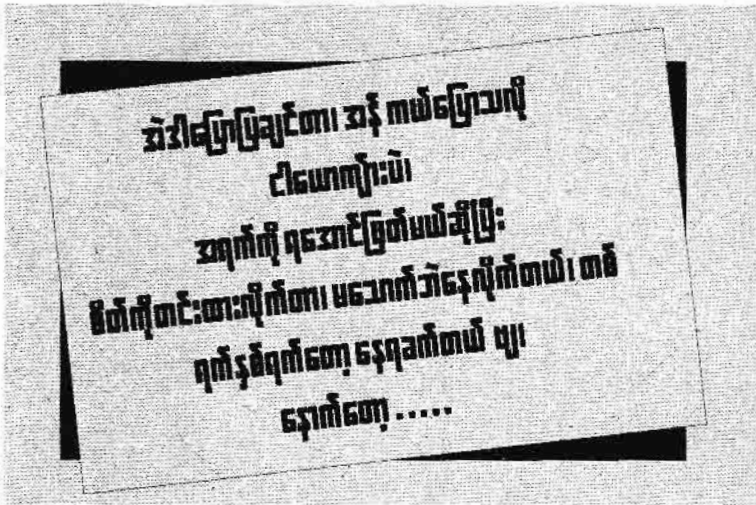 အဲဒါပြောပြချင်တာ၊ အန် ကယ်ပြောသလို
ငါယောကျ်ားပဲ၊
အရက်ကို ရအောင်ဖြတ်မယ်ဆိုပြီး
စိတ်ကိုတင်းထားလိုက်တာ၊ မသောက်ဘဲနေလိုက်တယ်၊ တစ်
ရက်နှစ်ရက်တော့ နေရခက်တယ် ဗျ၊
နောက်တော့ .....